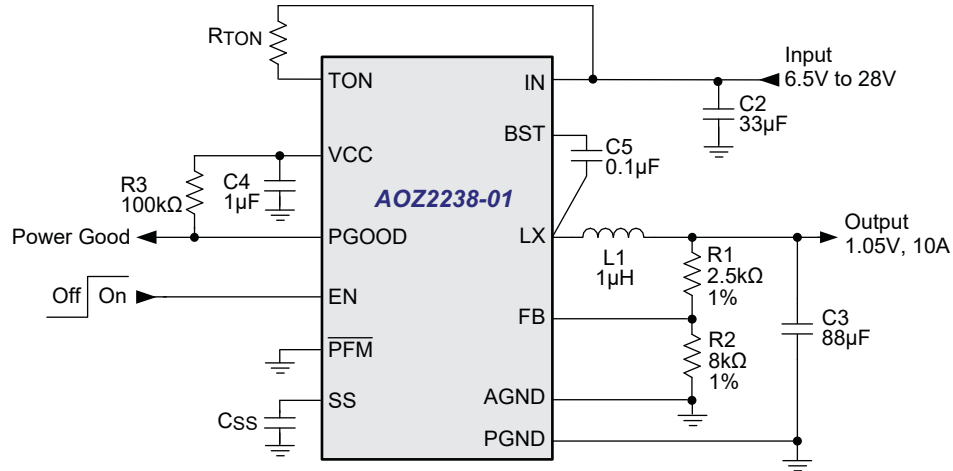 RTON
TON
IN
Input
6.5V to 28V
C2
33µF
BST
C5
0.1µF
VCC
R3
100kΩ
C4
1µF
AOZ2238-01
Power Good
PGOOD
LX
L1
1µH
Output
1.05V, 10A
R1
2.5kΩ
1%
Off On
EN
FB
C3
88µF
PFM
R2
8kΩ
1%
CSS
SS
AGND
PGND